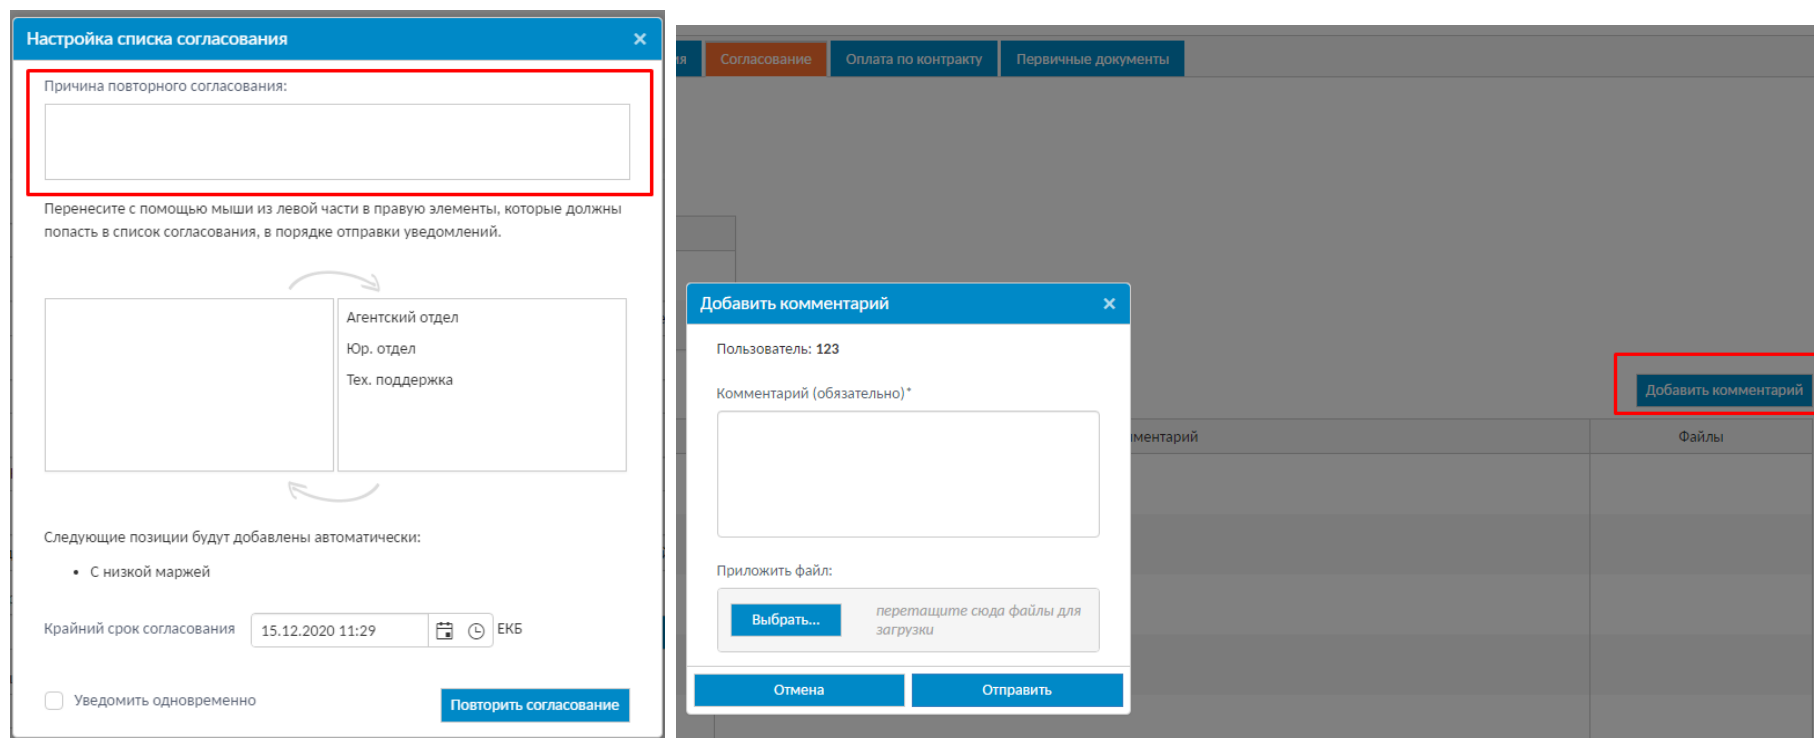 Настройка списка согласования
Причина повторного согласования:
Перенесите с помощью мыши из левой части в правую элементы, которые должны
попасть в список согласования, в порядке отправки уведомлений.
Агентский отдел
Юр. отдел
Тех. поддержка
Следующие позиции будут добавлены автоматически:
• С низкой маржей
Крайний срок согласования 15.12.2020 11:29 ЕКБ
Уведомить одновременно
Повторить согласование
Согласование Оплата по контракту Первичные документы
Добавить комментарий
Файлы
Добавить комментарий
Пользователь: 123
Комментарий (обязательно)*
Приложить файл:
Выбрать...
перетащите сюда файлы для
загрузки
Отмена Отправить